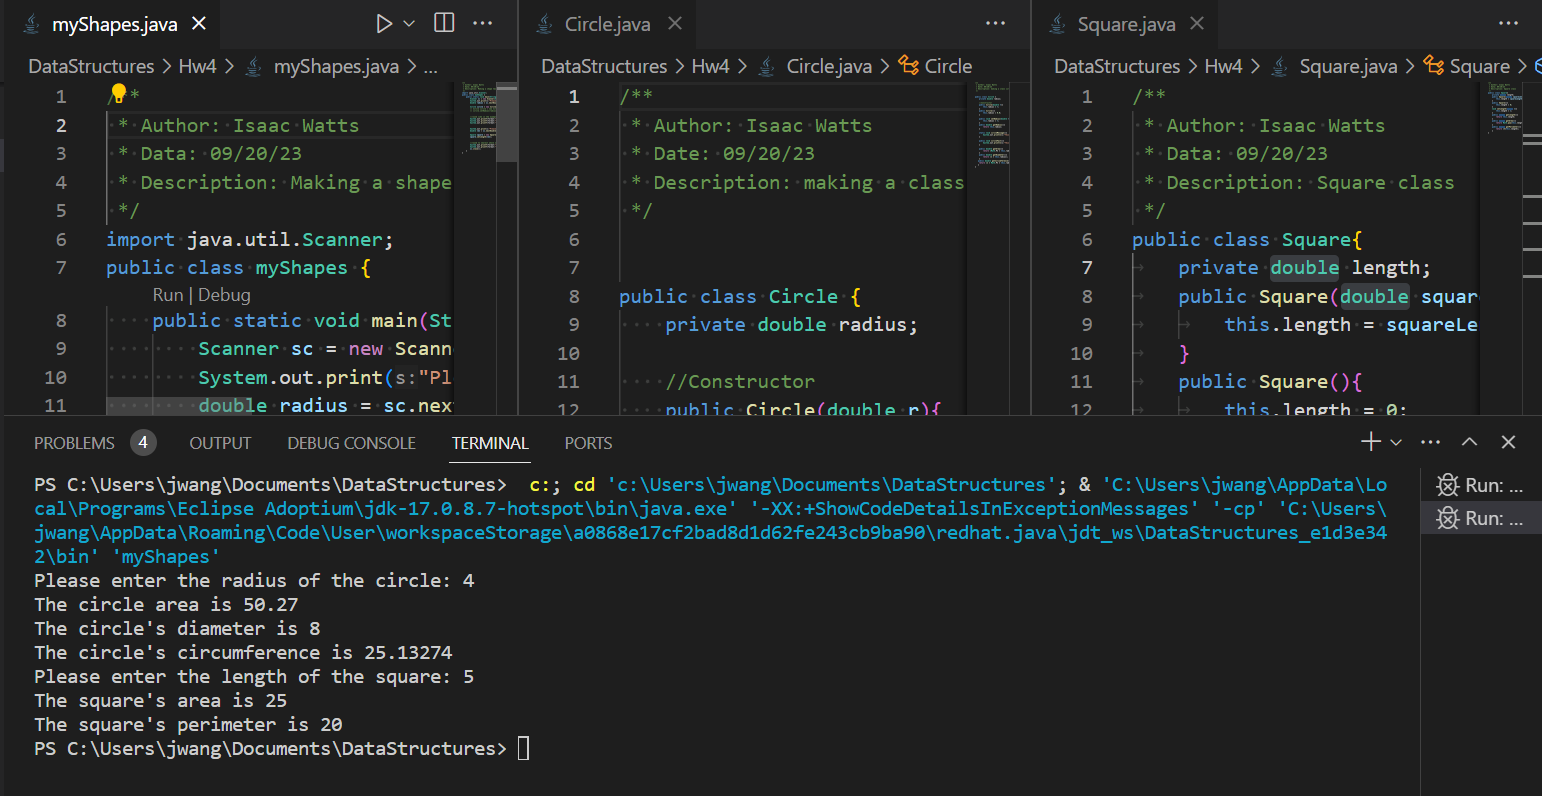 myShapes.java
DataStructures > Hw4 > myShapes.java > ...
1 /**
2 * Author: Isaac Watts
3 * Data: 09/20/23
4 * Description: Making a shape
5 */
6 import java.util.Scanner;
7 public class myShapes {
Run | Debug
8 public static void main(St
9 Scanner sc = new Scann
10 System.out.print(s:"Pl
11 double radius = sc.nex
Circle.java
DataStructures > Hw4 > Circle.java > Circle
1 /**
2 * Author: Isaac Watts
3 * Date: 09/20/23
4 * Description: making a class
5 */
6
7
8 public class Circle {
9 private double radius;
10
11 //Constructor
12 public Circle(double r){
Square.java
DataStructures > Hw4 > Square.java > Square >
1 /**
2 * Author: Isaac Watts
3 * Data: 09/20/23
4 * Description: Square class
5 */
6 public class Square{
7 private double length;
8 public Square(double squar
9 this.length = squareLe
10 }
11 public Square(){
12 this.length = 0;
PROBLEMS 4 OUTPUT DEBUG CONSOLE TERMINAL PORTS
PS C:\Users\jwang\Documents\DataStructures> c:; cd 'c:\Users\jwang\Documents\DataStructures'; & 'C:\Users\jwang\AppData\Lo
cal\Programs\Eclipse Adoptium\jdk-17.0.8.7-hotspot\bin\java.exe' '-XX:+ShowCodeDetailsInExceptionMessages' '-cp' 'C:\Users\
jwang\AppData\Roaming\Code\User\workspaceStorage\a0868e17cf2bad8d1d62fe243cb9ba90\redhat.java\jdt_ws\DataStructures_e1d3e34
2\bin' 'myShapes'
Please enter the radius of the circle: 4
The circle area is 50.27
The circle's diameter is 8
The circle's circumference is 25.13274
Please enter the length of the square: 5
The square's area is 25
The square's perimeter is 20
PS C:\Users\jwang\Documents\DataStructures>
Run: ...
Run: ...